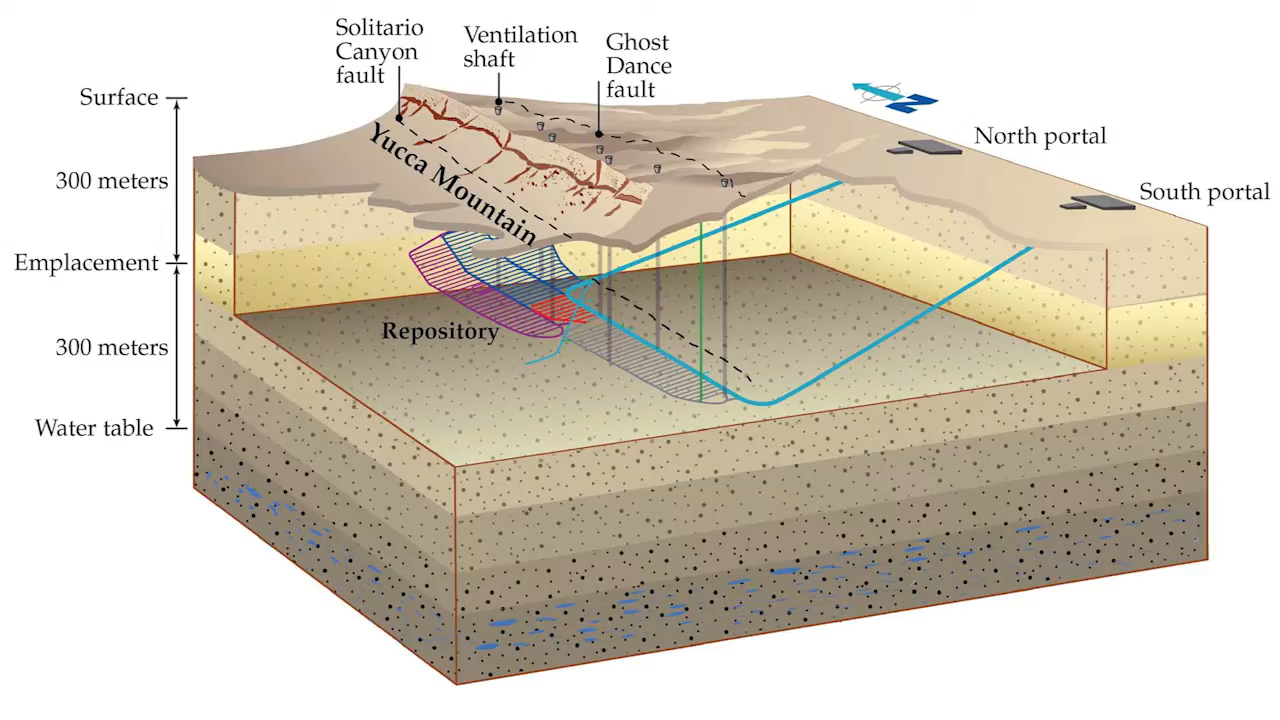 Solitario
Canyon
fault
Ventilation
shaft
Ghost
Dance
fault
Surface
N
North portal
South portal
300 meters
Yucca Mountain
Emplacement
Repository
300 meters
Water table